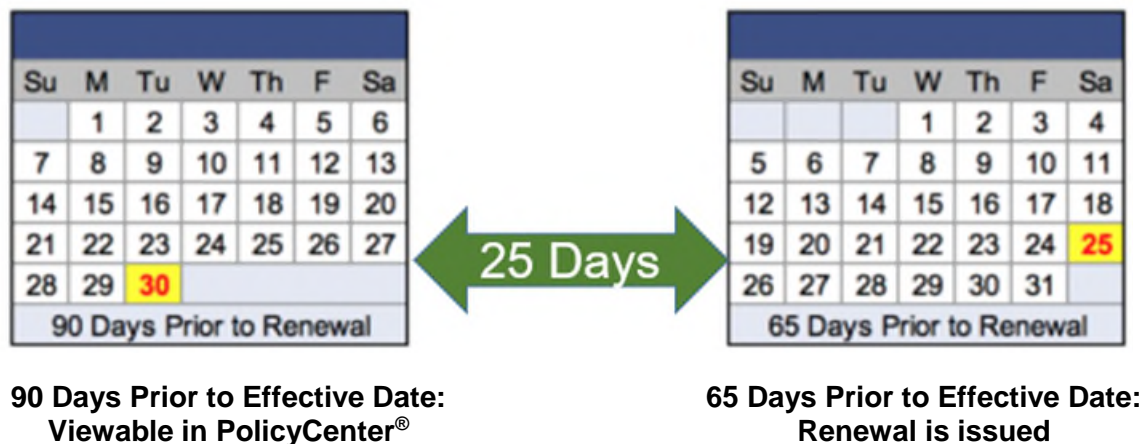 Su M Tu W Th F Sa
1 2 3 4 5 6
7 8 9 10 11 12 13
14 15 16 17 18 19 20
21 22 23 24 25 26 27
28 29 30
90 Days Prior to Renewal
25 Days
Su M Tu W Th F Sa
1 2 3 4
5 6 7 8 9 10 11
12 13 14 15 16 17 18
19 20 21 22 23 24 25
26 27 28 29 30 31
65 Days Prior to Renewal
90 Days Prior to Effective Date:
Viewable in PolicyCenter®
65 Days Prior to Effective Date:
Renewal is issued